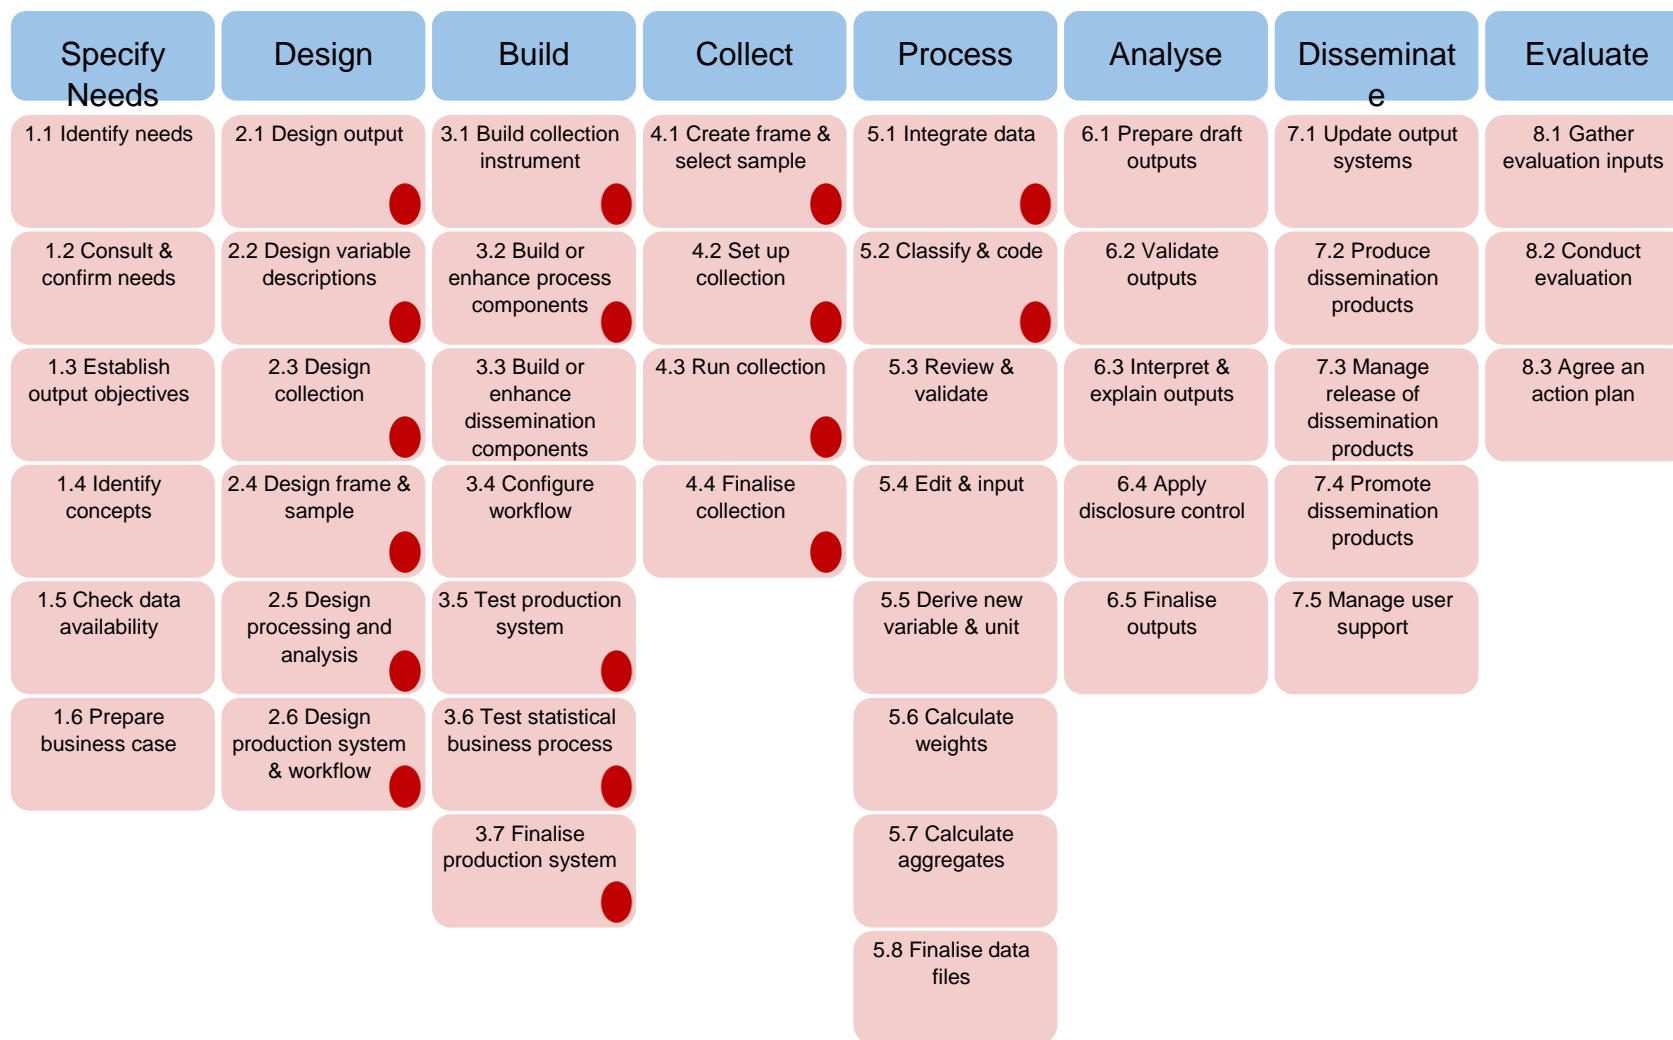 Specify
Needs
1.1 Identify needs
1.2 Consult &
confirm needs
1.3 Establish
output objectives
1.4 Identify
concepts
1.5 Check data
availability
1.6 Prepare
business case
Design
2.1 Design output
2.2 Design variable
descriptions
2.3 Design
collection
2.4 Design frame &
sample
2.5 Design
processing and
analysis
2.6 Design
production system
& workflow
Build
3.1 Build collection
instrument
3.2 Build or
enhance process
components
3.3 Build or
enhance
dissemination
components
3.4 Configure
workflow
3.5 Test production
system
3.6 Test statistical
business process
3.7 Finalise
production system
Collect
4.1 Create frame &
select sample
4.2 Set up
collection
4.3 Run collection
4.4 Finalise
collection
Process
5.1 Integrate data
5.2 Classify & code
5.3 Review &
validate
5.4 Edit & input
5.5 Derive new
variable & unit
5.6 Calculate
weights
5.7 Calculate
aggregates
5.8 Finalise data
files
Analyse
6.1 Prepare draft
outputs
6.2 Validate
outputs
6.3 Interpret &
explain outputs
6.4 Apply
disclosure control
6.5 Finalise
outputs
Disseminat
e
7.1 Update output
systems
7.2 Produce
dissemination
products
7.3 Manage
release of
dissemination
products
7.4 Promote
dissemination
products
7.5 Manage user
support
Evaluate
8.1 Gather
evaluation inputs
8.2 Conduct
evaluation
8.3 Agree an
action plan